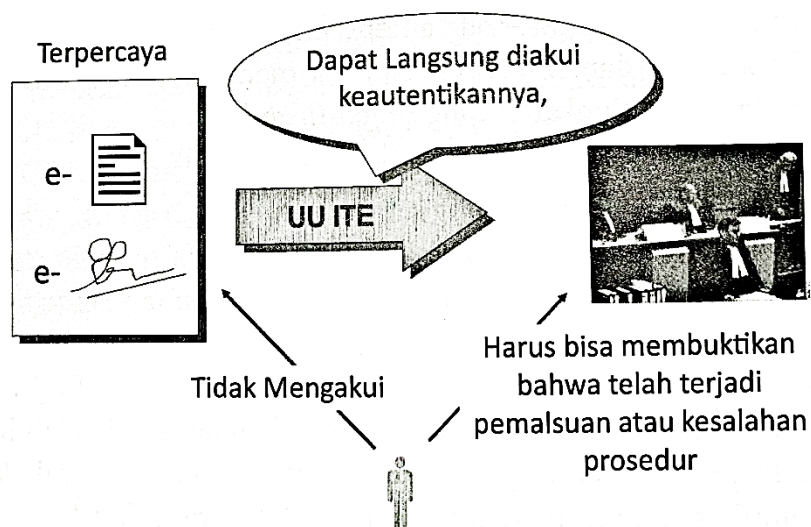 Terpercaya
Dapat Langsung diakui
keautentikannya,
e-
UU ITE
e-
Tidak Mengakui
Harus bisa membuktikan
bahwa telah terjadi
pemalsuan atau kesalahan
prosedur